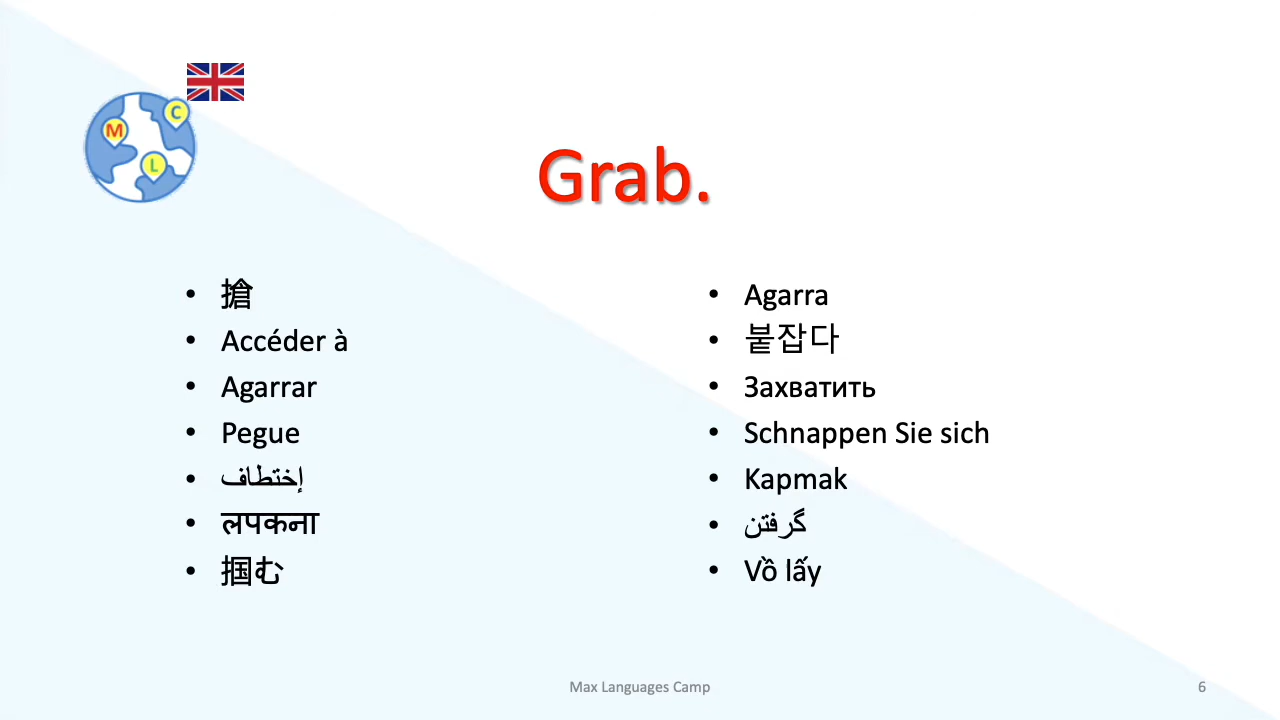 M
C
L
Grab.
• 搶
• Accéder à
• Agarrar
• Pegue
• إختطاف
• लपकना
• 掴む
• Agarra
• 붙잡다
• Захватить
• Schnappen Sie sich
• Kapmak
• گرفتن
• Vồ lấy
Max Languages Camp
6